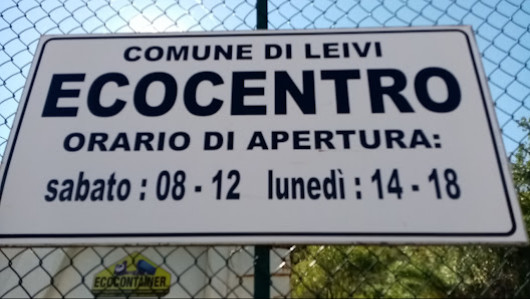 COMUNE DI LEIVI
ECOCENTRO
ORARIO DI APERTURA:
sabato : 08 - 12 lunedì : 14 - 18
ECOCONTAINER